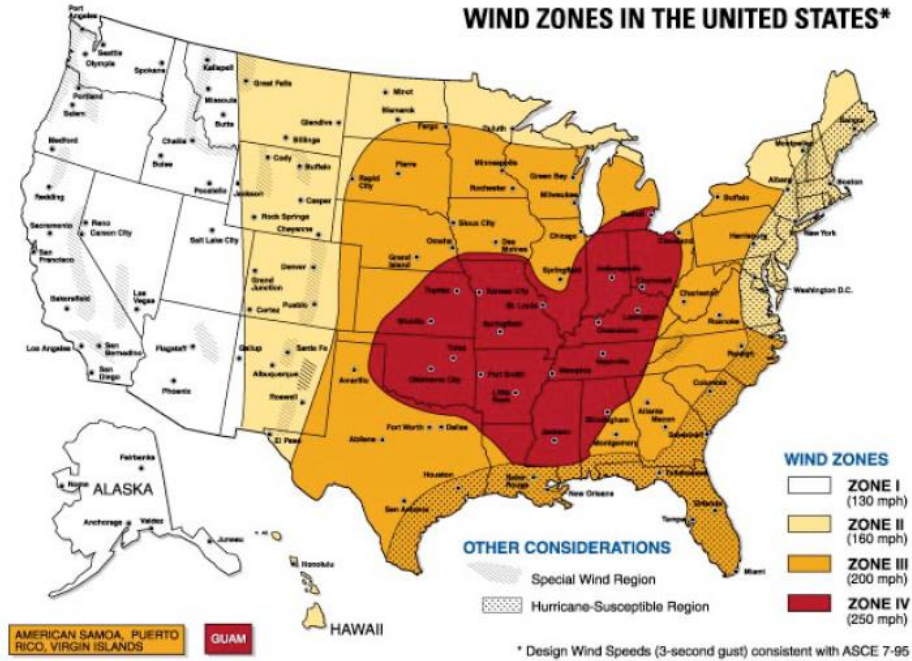 WIND ZONES IN THE UNITED STATES*
Port Angeles
Seattle
Olympia
Spokane
Kalispell
Great Falls
Missoula
Butte
Portland
Salem
Medford
Challis
Boise
Pocatello
Jackson
Glendive
Billings
Cody
Buffalo
Casper
Rock Springs
Cheyenne
Minot
Bismarck
Fargo
Duluth
Pierre
Rapid City
Minneapolis
Rochester
Green Bay
Milwaukee
Sioux City
Omaha
Des Moines
Grand Island
Chicago
Detroit
Cleveland
Buffalo
Harrisburg
Albany
Montpelier
Bangor
Boston
New York
Washington D.C.
Redding
Sacramento
San Francisco
Reno
Carson City
Salt Lake City
Bakersfield
Las Vegas
Los Angeles
San Bernadino
San Diego
Flagstaff
Phoenix
Denver
Grand Junction
Pueblo
Cortez
Gallup
Santa Fe
Albuquerque
Roswell
El Paso
Topeka
Kansas City
St. Louis
Springfield
Indianapolis
Cincinnati
Charleston
Lexington
Roanoke
Raleigh
Wichita
Springfield
Nashville
Tulsa
Oklahoma City
Fort Smith
Memphis
Little Rock
Amarillo
Abilene
Fort Worth
Dallas
Jackson
Birmingham
Montgomery
Atlanta
Macon
Columbia
Savannah
Tallahassee
Houston
San Antonio
Baton Rouge
New Orleans
Orlando
Tampa
Miami
Fairbanks
Nome
ALASKA
Anchorage
Valdez
Juneau
Honolulu
HAWAII
WIND ZONES
ZONE I
(130 mph)
ZONE II
(160 mph)
ZONE III
(200 mph)
ZONE IV
(250 mph)
OTHER CONSIDERATIONS
Special Wind Region
Hurricane-Susceptible Region
AMERICAN SAMOA, PUERTO
RICO, VIRGIN ISLANDS
GUAM
* Design Wind Speeds (3-second gust) consistent with ASCE 7-95